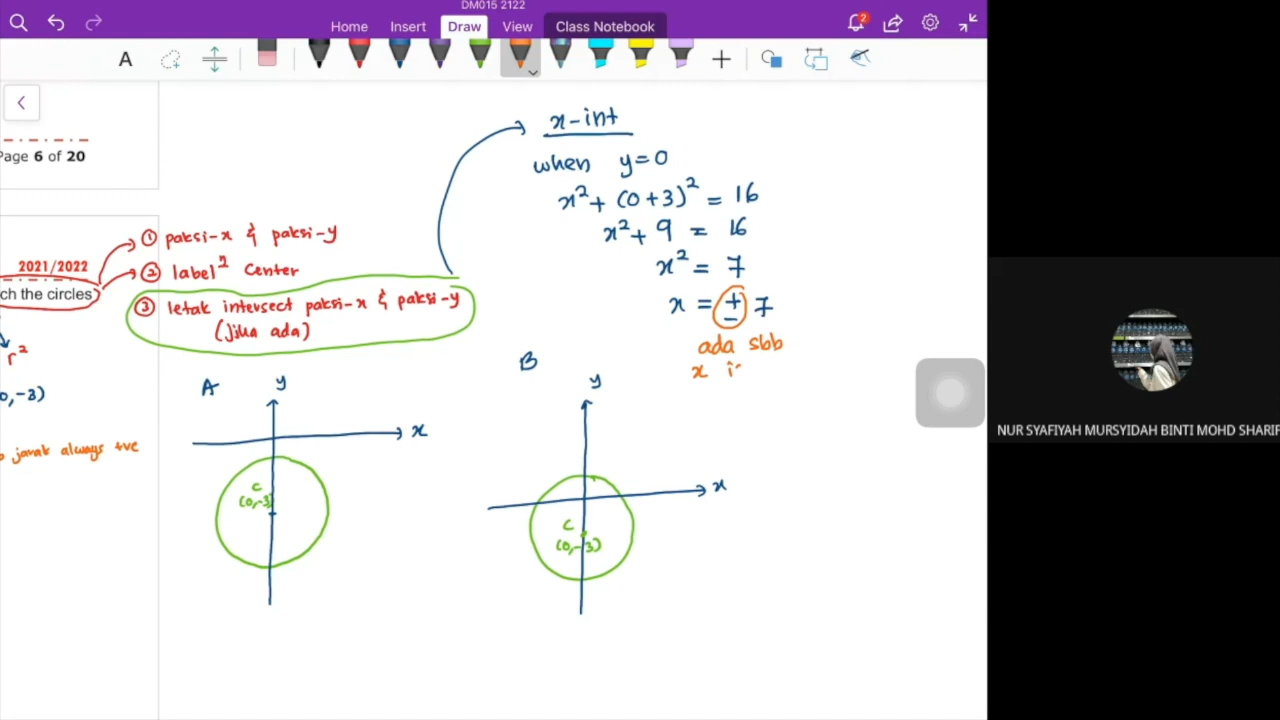 DM015 2122
Home Insert Draw View Class Notebook
2
A
Page 6 of 20
2021/2022
ch the circles
r²
0,-3)
javak always +ve
① paksi-x & paksi-y
② label² center
③ letak intersect paksi-x & paksi-y
(jika ada)
x-int
when y=0
x² + (0+3)² = 16
x² + 9 = 16
x² = 7
x = ± 7
ada sbb
x i
A
y
x
C
(0,-3)
B
y
x
C
(0,-3)
NUR SYAFIYAH MURSYIDAH BINTI MOHD SHARIF